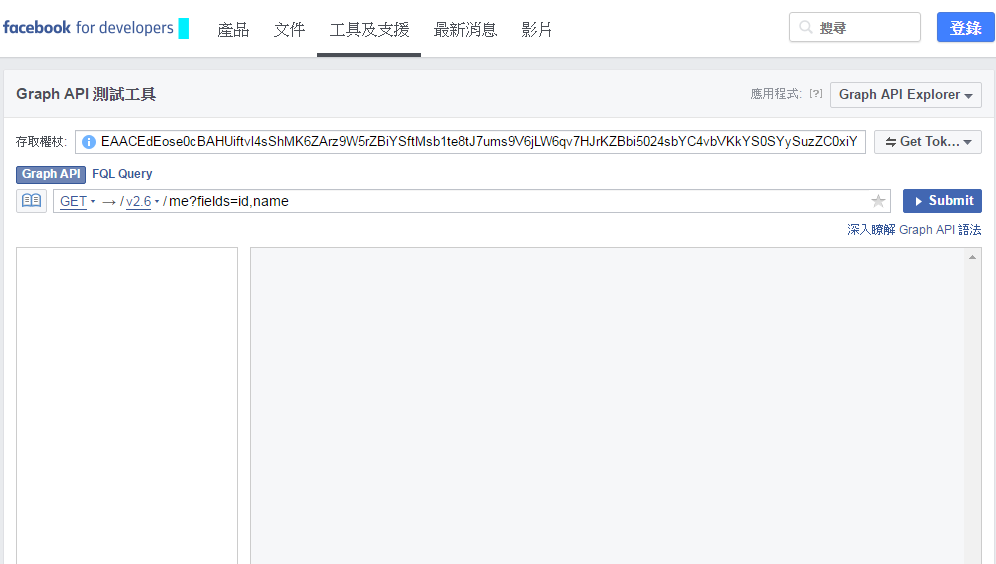 facebook for developers 產品 文件 工具及支援 最新消息 影片 搜尋 登錄
Graph API 測試工具 應用程式: [?] Graph API Explorer
存取權杖: EAACEdEose0cBAHUiftvI4sShMK6ZArz9W5rZBiYSftMsb1te8tJ7ums9V6jLW6qv7HJrKZBbi5024sbYC4vbVKkYS0SYySuzZC0xiY Get Tok...
Graph API FQL Query
GET → / v2.6 / me?fields=id,name Submit
深入瞭解 Graph API 語法